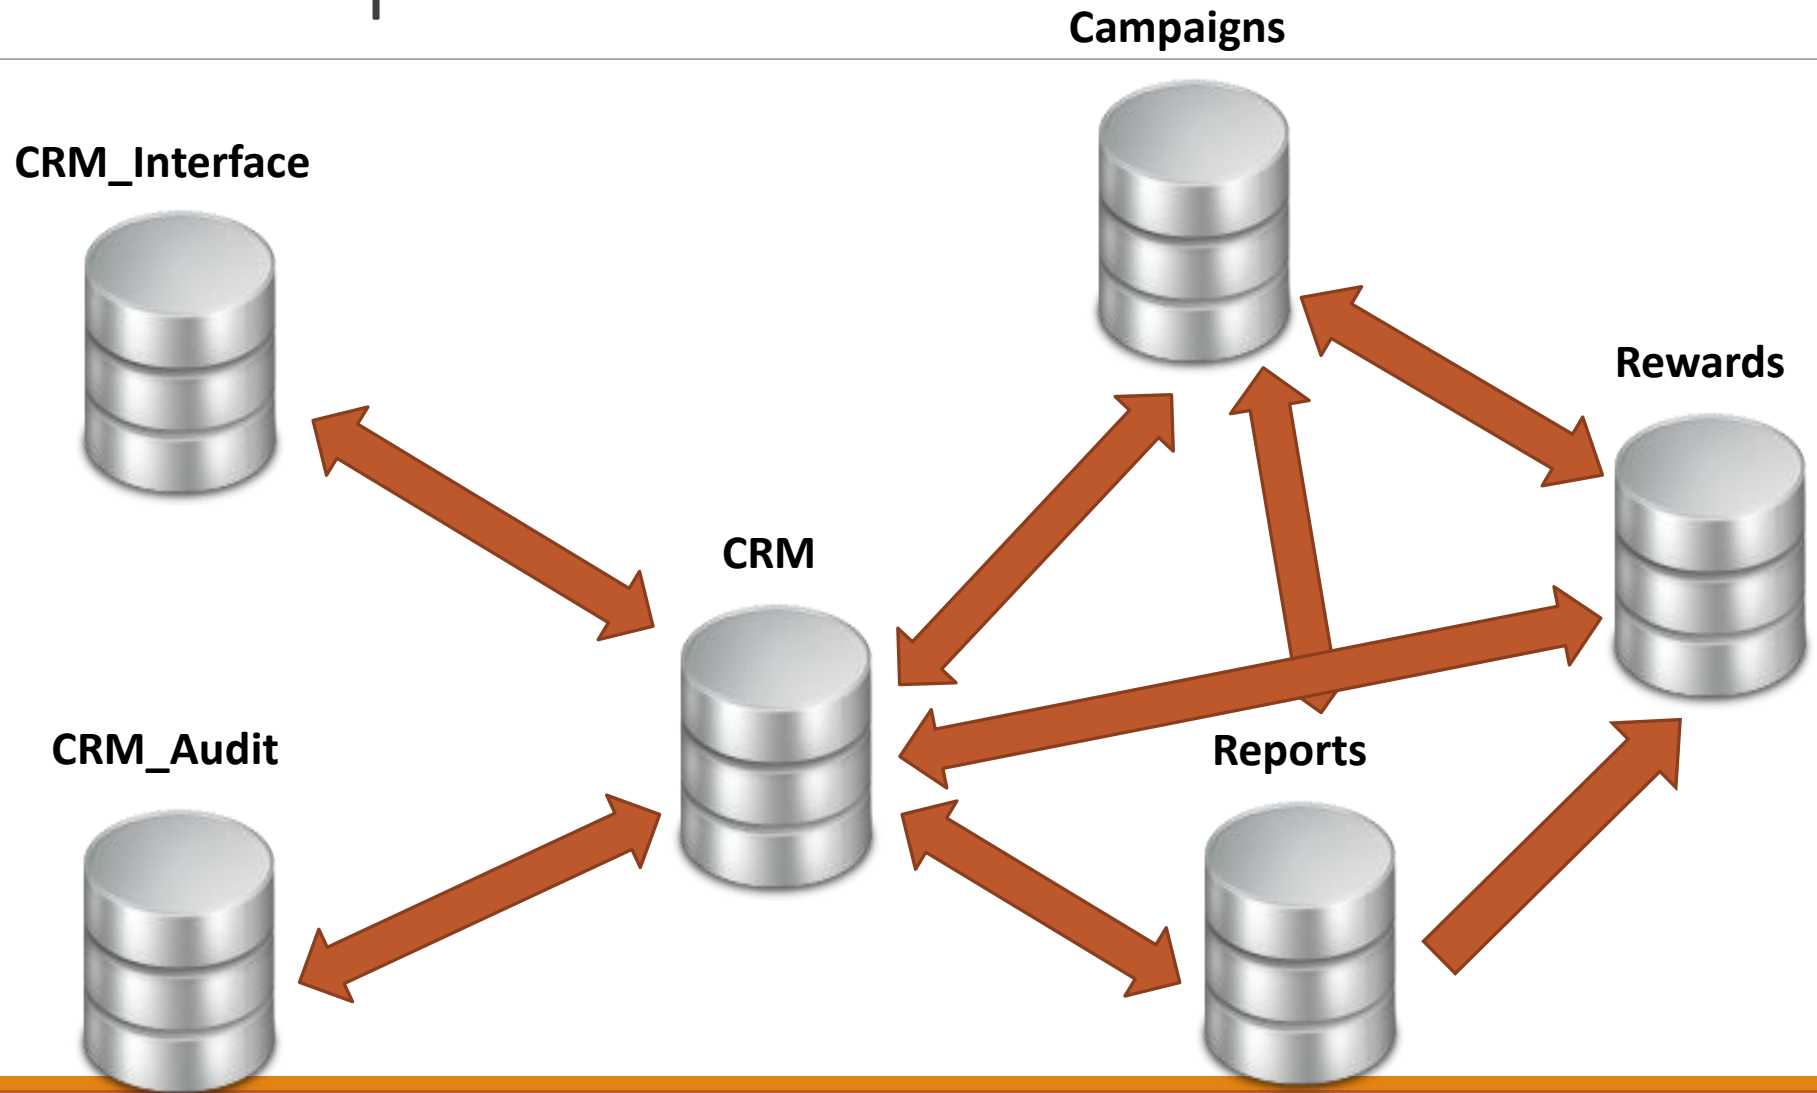 Campaigns
CRM_Interface
Rewards
CRM
CRM_Audit
Reports